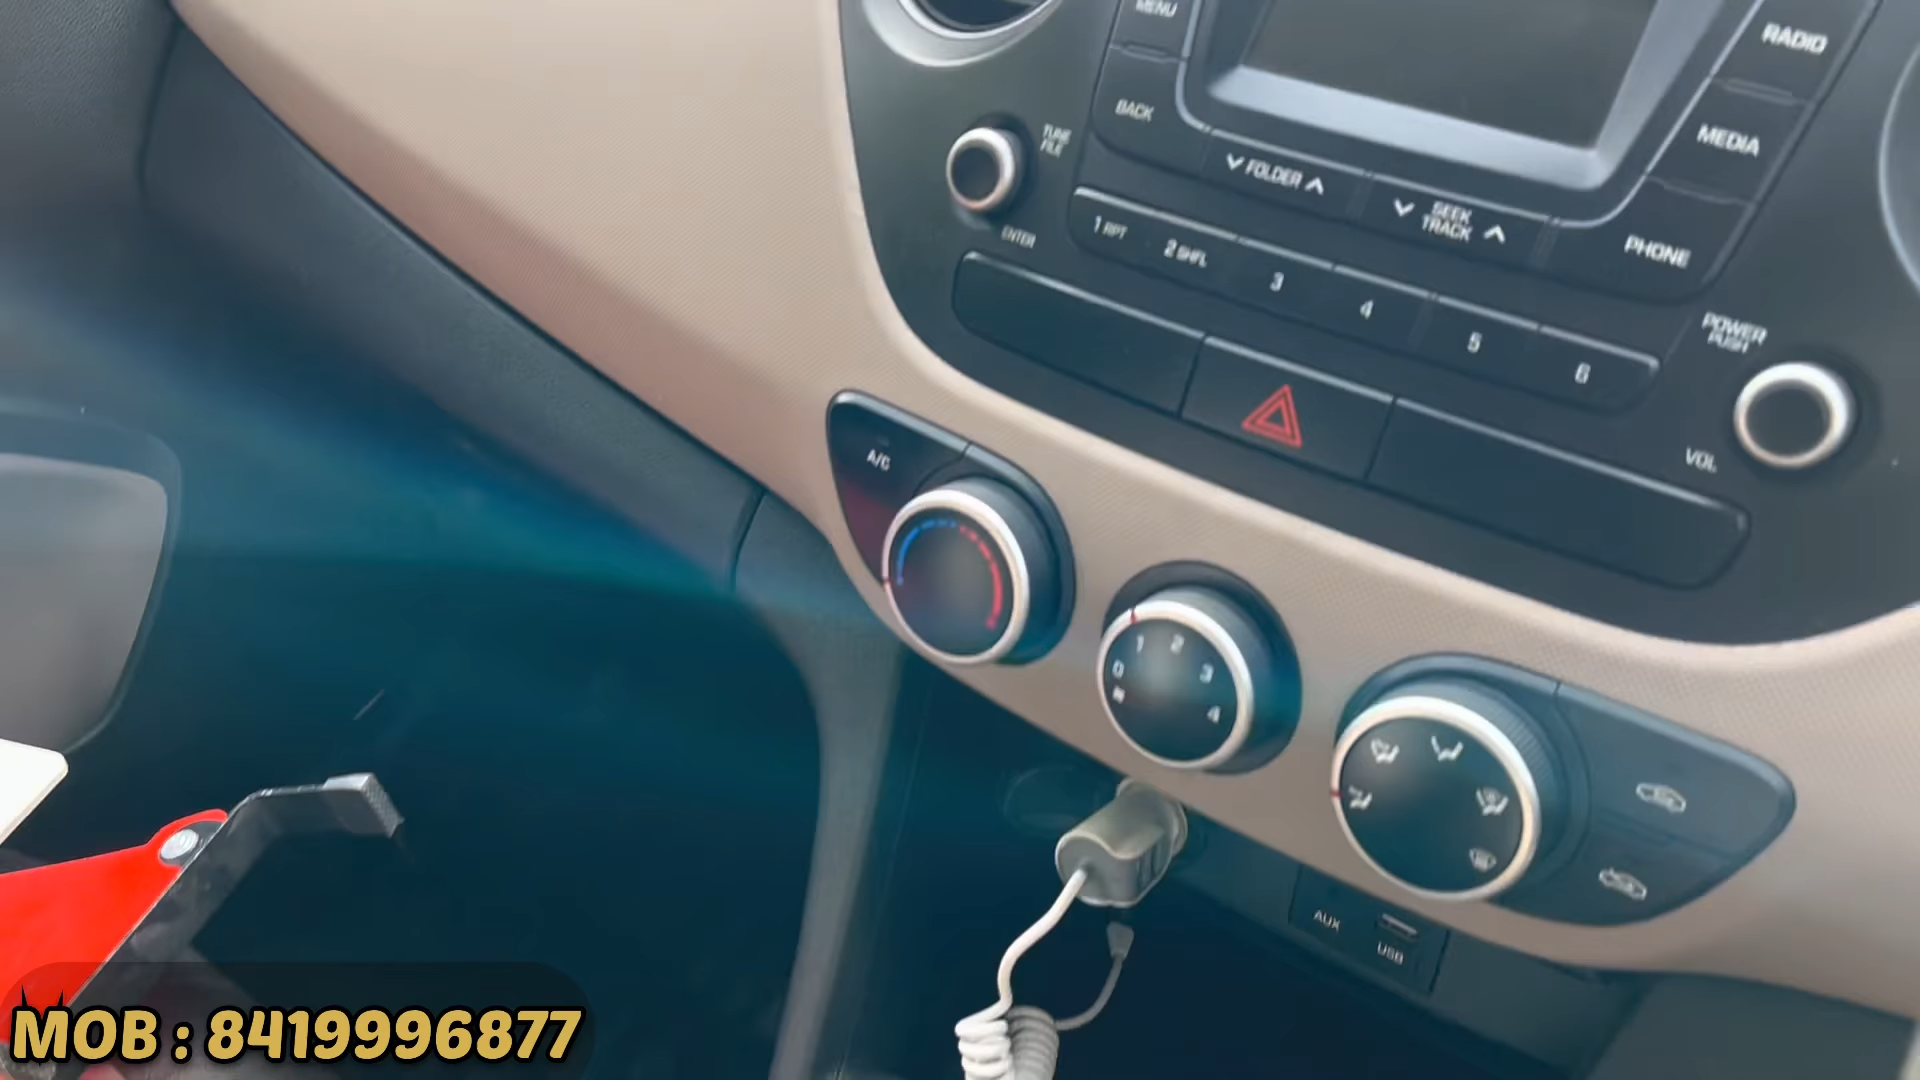 MENU
RADIO
BACK
TUNE
FILE
MEDIA
FOLDER
SEEK
TRACK
PHONE
ENTER
1 RPT
2 SHFL
3
4
5
6
POWER
PUSH
VOL
A/C
0
1
2
3
4
AUX
USB
MOB : 8419996877